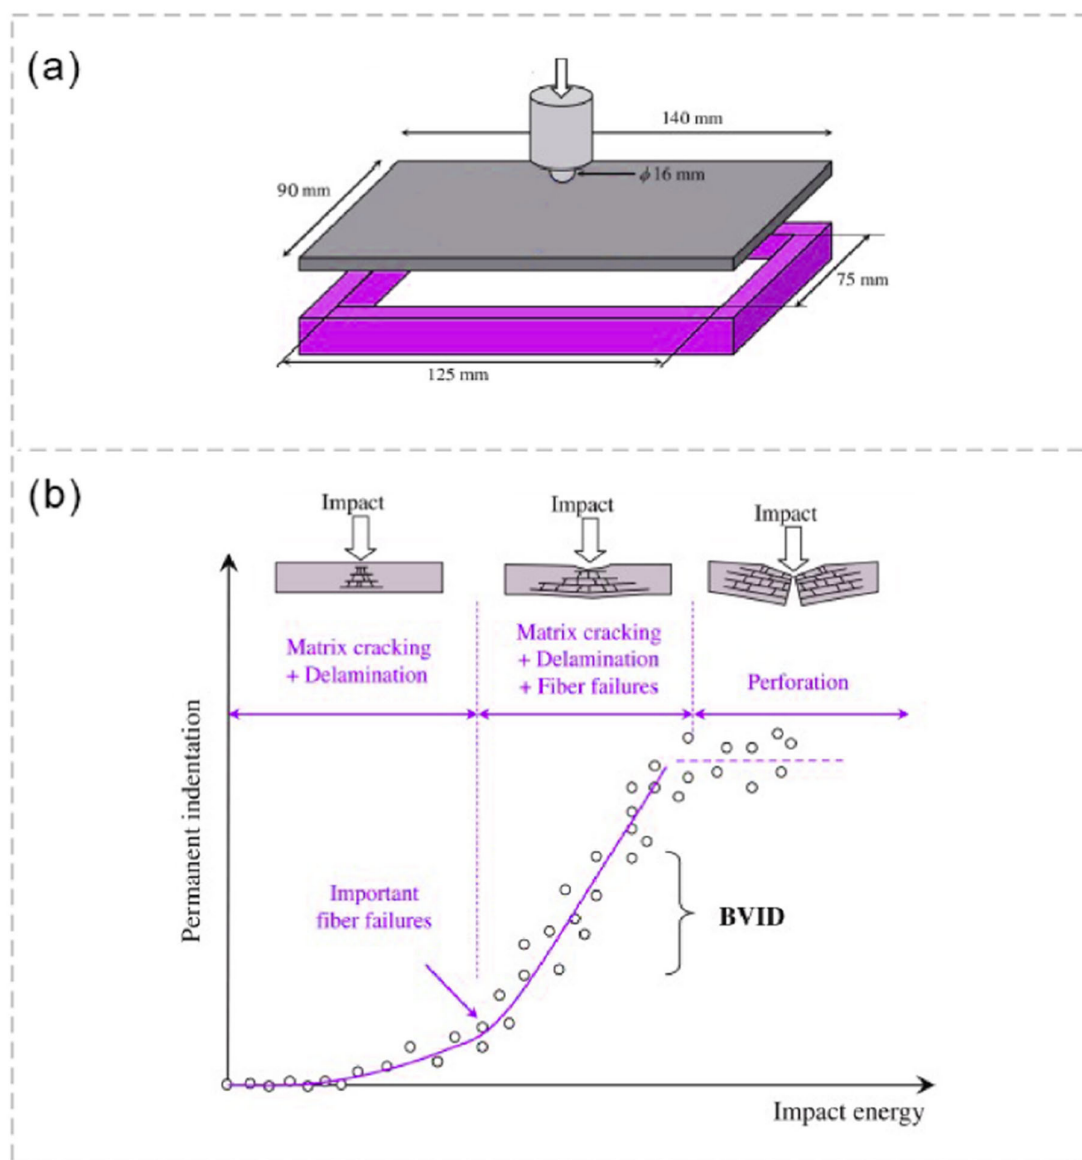 (a)
140 mm
90 mm
ϕ16 mm
75 mm
125 mm
(b)
Impact
Impact
Impact
Matrix cracking
+ Delamination
Matrix cracking
+ Delamination
+ Fiber failures
Perforation
Permanent indentation
Important
fiber failures
BVID
Impact energy